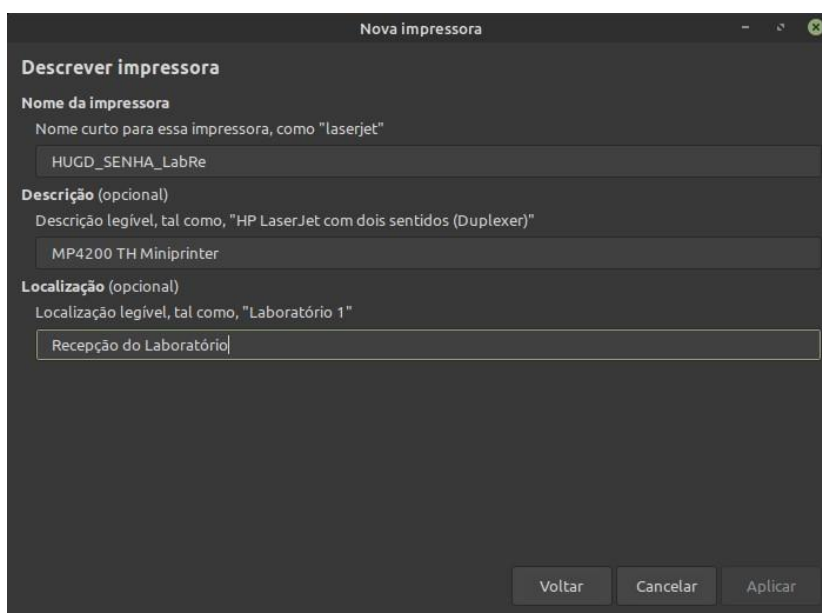 Nova impressora
Descrever impressora
Nome da impressora
Nome curto para essa impressora, como "laserjet"
HUGD_SENHA_LabRe
Descrição (opcional)
Descrição legível, tal como, "HP LaserJet com dois sentidos (Duplexer)"
MP4200 TH Miniprinter
Localização (opcional)
Localização legível, tal como, "Laboratório 1"
Recepção do Laboratório
Voltar Cancelar Aplicar